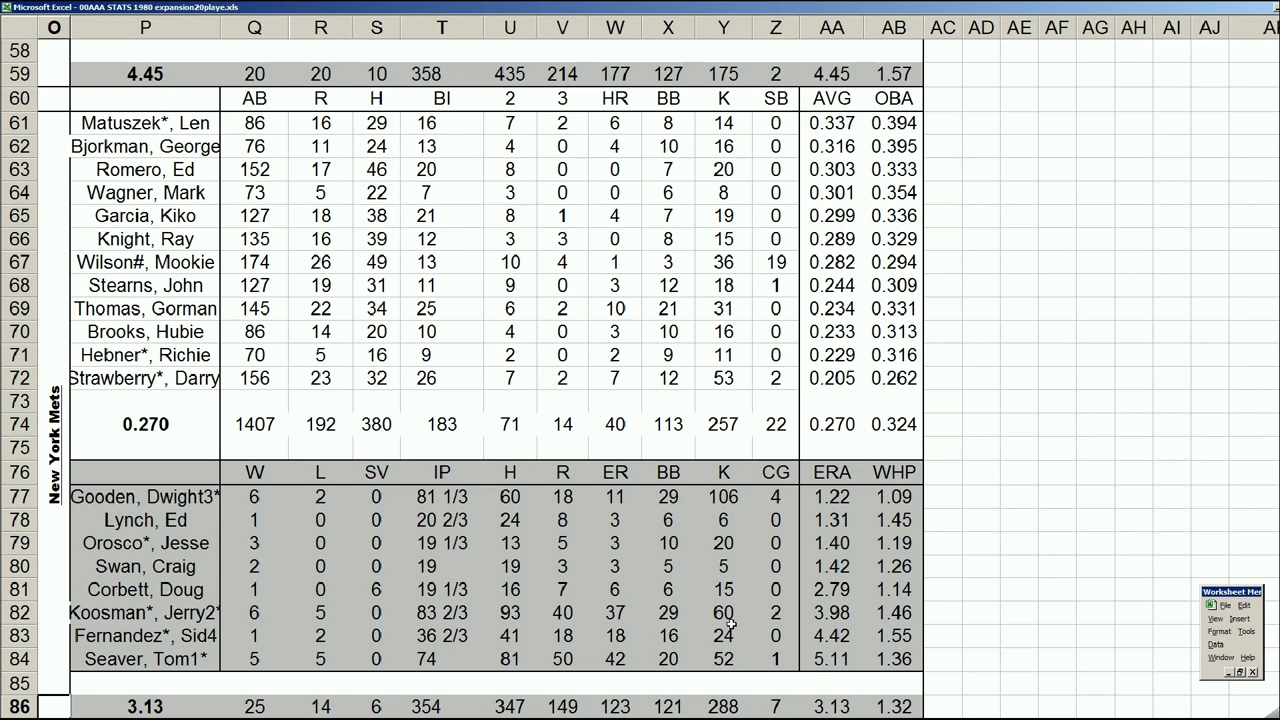 Microsoft Excel - 00AAA STATS 1980 expansion20playe.xls
O P Q R S T U V W X Y Z AA AB AC AD AE AF AG AH AI AJ
58
59 4.45 20 20 10 358 435 214 177 127 175 2 4.45 1.57
60 AB R H BI 2 3 HR BB K SB AVG OBA
61 Matuszek*, Len 86 16 29 16 7 2 6 8 14 0 0.337 0.394
62 Bjorkman, George 76 11 24 13 4 0 4 10 16 0 0.316 0.395
63 Romero, Ed 152 17 46 20 8 0 0 7 20 0 0.303 0.333
64 Wagner, Mark 73 5 22 7 3 0 0 6 8 0 0.301 0.354
65 Garcia, Kiko 127 18 38 21 8 1 4 7 19 0 0.299 0.336
66 Knight, Ray 135 16 39 12 3 3 0 8 15 0 0.289 0.329
67 Wilson#, Mookie 174 26 49 13 10 4 1 3 36 19 0.282 0.294
68 Stearns, John 127 19 31 11 9 0 3 12 18 1 0.244 0.309
69 Thomas, Gorman 145 22 34 25 6 2 10 21 31 0 0.234 0.331
70 Brooks, Hubie 86 14 20 10 4 0 3 10 16 0 0.233 0.313
71 Hebner*, Richie 70 5 16 9 2 0 2 9 11 0 0.229 0.316
72 Strawberry*, Darry 156 23 32 26 7 2 7 12 53 2 0.205 0.262
73
74 0.270 1407 192 380 183 71 14 40 113 257 22 0.270 0.324
75
New York Mets
76 W L SV IP H R ER BB K CG ERA WHP
77 Gooden, Dwight3* 6 2 0 81 1/3 60 18 11 29 106 4 1.22 1.09
78 Lynch, Ed 1 0 0 20 2/3 24 8 3 6 6 0 1.31 1.45
79 Orosco*, Jesse 3 0 0 19 1/3 13 5 3 10 20 0 1.40 1.19
80 Swan, Craig 2 0 0 19 19 3 3 5 5 0 1.42 1.26
81 Corbett, Doug 1 0 6 19 1/3 16 7 6 6 15 0 2.79 1.14
82 Koosman*, Jerry2* 6 5 0 83 2/3 93 40 37 29 60 2 3.98 1.46
83 Fernandez*, Sid4 1 2 0 36 2/3 41 18 18 16 24 0 4.42 1.55
84 Seaver, Tom1* 5 5 0 74 81 50 42 20 52 1 5.11 1.36
85
86 3.13 25 14 6 354 347 149 123 121 288 7 3.13 1.32
Worksheet Mer
File Edit
View Insert
Format Tools
Data
Window Help